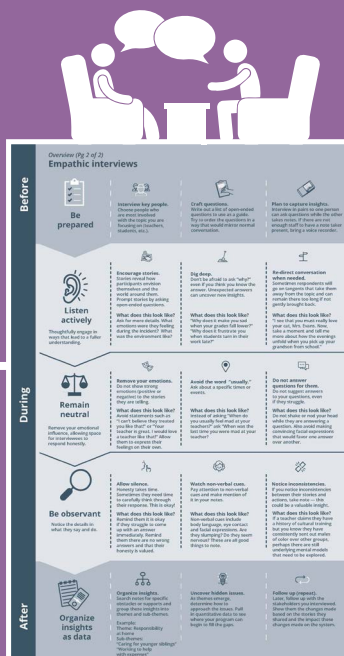 Overview (Pg 2 of 2)
Empathic interviews
Before
Be
prepared
Interview key people.
Choose people who
are most involved
with the topic you are
focusing on (teachers,
students, etc.).
Craft questions.
Write out a list of open-ended
questions to use as a guide.
Try to order the questions in a
way that would mirror normal
conversation.
Plan to capture insights.
Interview in pairs so one person
can ask questions while the other
takes notes. If there are not
enough staff to have a note taker
present, bring a voice recorder.
During
Listen
actively
Thoughtfully engage in
ways that lead to a fuller
understanding.
Encourage stories.
Stories reveal how
participants envision
themselves and the
world around them.
Prompt stories by asking
open-ended questions.
What does this look like?
Ask for more details. What
emotions were they feeling
during the incident? What
was the environment like?
Dig deep.
Don't be afraid to ask "why?"
even if you think you know the
answer. Unexpected answers
can uncover new insights.
What does this look like?
"Why does it make you sad
when your grades fall lower?"
"Why does it frustrate you
when students turn in their
work late?"
Re-direct conversation
when needed.
Sometimes respondents will
go on tangents that take them
away from the topic and can
remain there too long if not
gently brought back.
What does this look like?
"I see that you must really love
your cat, Mrs. Evans. Now,
take a moment and tell me
more about how the evenings
unfold when you pick up your
grandson from school."
Remain
neutral
Remove your emotional
influence, allowing space
for interviewees to
respond honestly.
Remove your emotions.
Do not show strong
emotions (positive or
negative) to the stories
they are telling.
What does this look like?
Avoid statements such as
"I can't believe they treated
you like that" or "Your
teacher is great. I would love
a teacher like that!" Allow
them to express their
feelings on their own.
Avoid the word "usually."
Ask about a specific times or
events.
What does this look like?
Instead of asking "When do
you usually feel mad at your
teachers?" ask "When was the
last time you were mad at your
teacher?"
Do not answer
questions for them.
Do not suggest answers
to your questions, even
if they struggle.
What does this look like?
Do not shake or nod your head
while they are answering a
question. Also avoid making
convincing facial expressions
that would favor one answer
over another.
Be observant
Notice the details in
what they say and do.
Allow silence.
Honesty takes time.
Sometimes they need time
to carefully think through
their response. This is okay!
What does this look like?
Remind them it is okay
if they struggle to come
up with an answer
immediately. Remind
them there are no wrong
answers and that their
honesty is valued.
Watch non-verbal cues.
Pay attention to non-verbal
cues and make mention of
it in your notes.
What does this look like?
Non-verbal cues include
body language, eye contact
and facial expressions. Are
they slumping? Do they seem
nervous? These are all good
things to note.
Notice inconsistencies.
If you notice inconsistencies
between their stories and
actions, take note — this
could be a valuable insight.
What does this look like?
If a teacher claims they have
a history of cultural training
but you know they have
consistently sent out males
of color over other groups,
perhaps there are still
underlying mental models
that need to be explored.
After
Organize
insights
as data
Organize insights.
Search notes for specific
obstacles or supports and
group these insights into
themes and sub-themes.
Example:
Theme: Responsibility
at home
Sub-themes:
"Caring for younger siblings"
"Working to help
with expenses"
Uncover hidden issues.
As themes emerge,
determine how to
approach the issues. Pull
in quantitative data to see
where your program can
begin to fill the gaps.
Follow up (repeat).
Later, follow up with the
stakeholders you interviewed.
Show them the changes made
based on the stories they
shared and the impact those
changes made on the system.